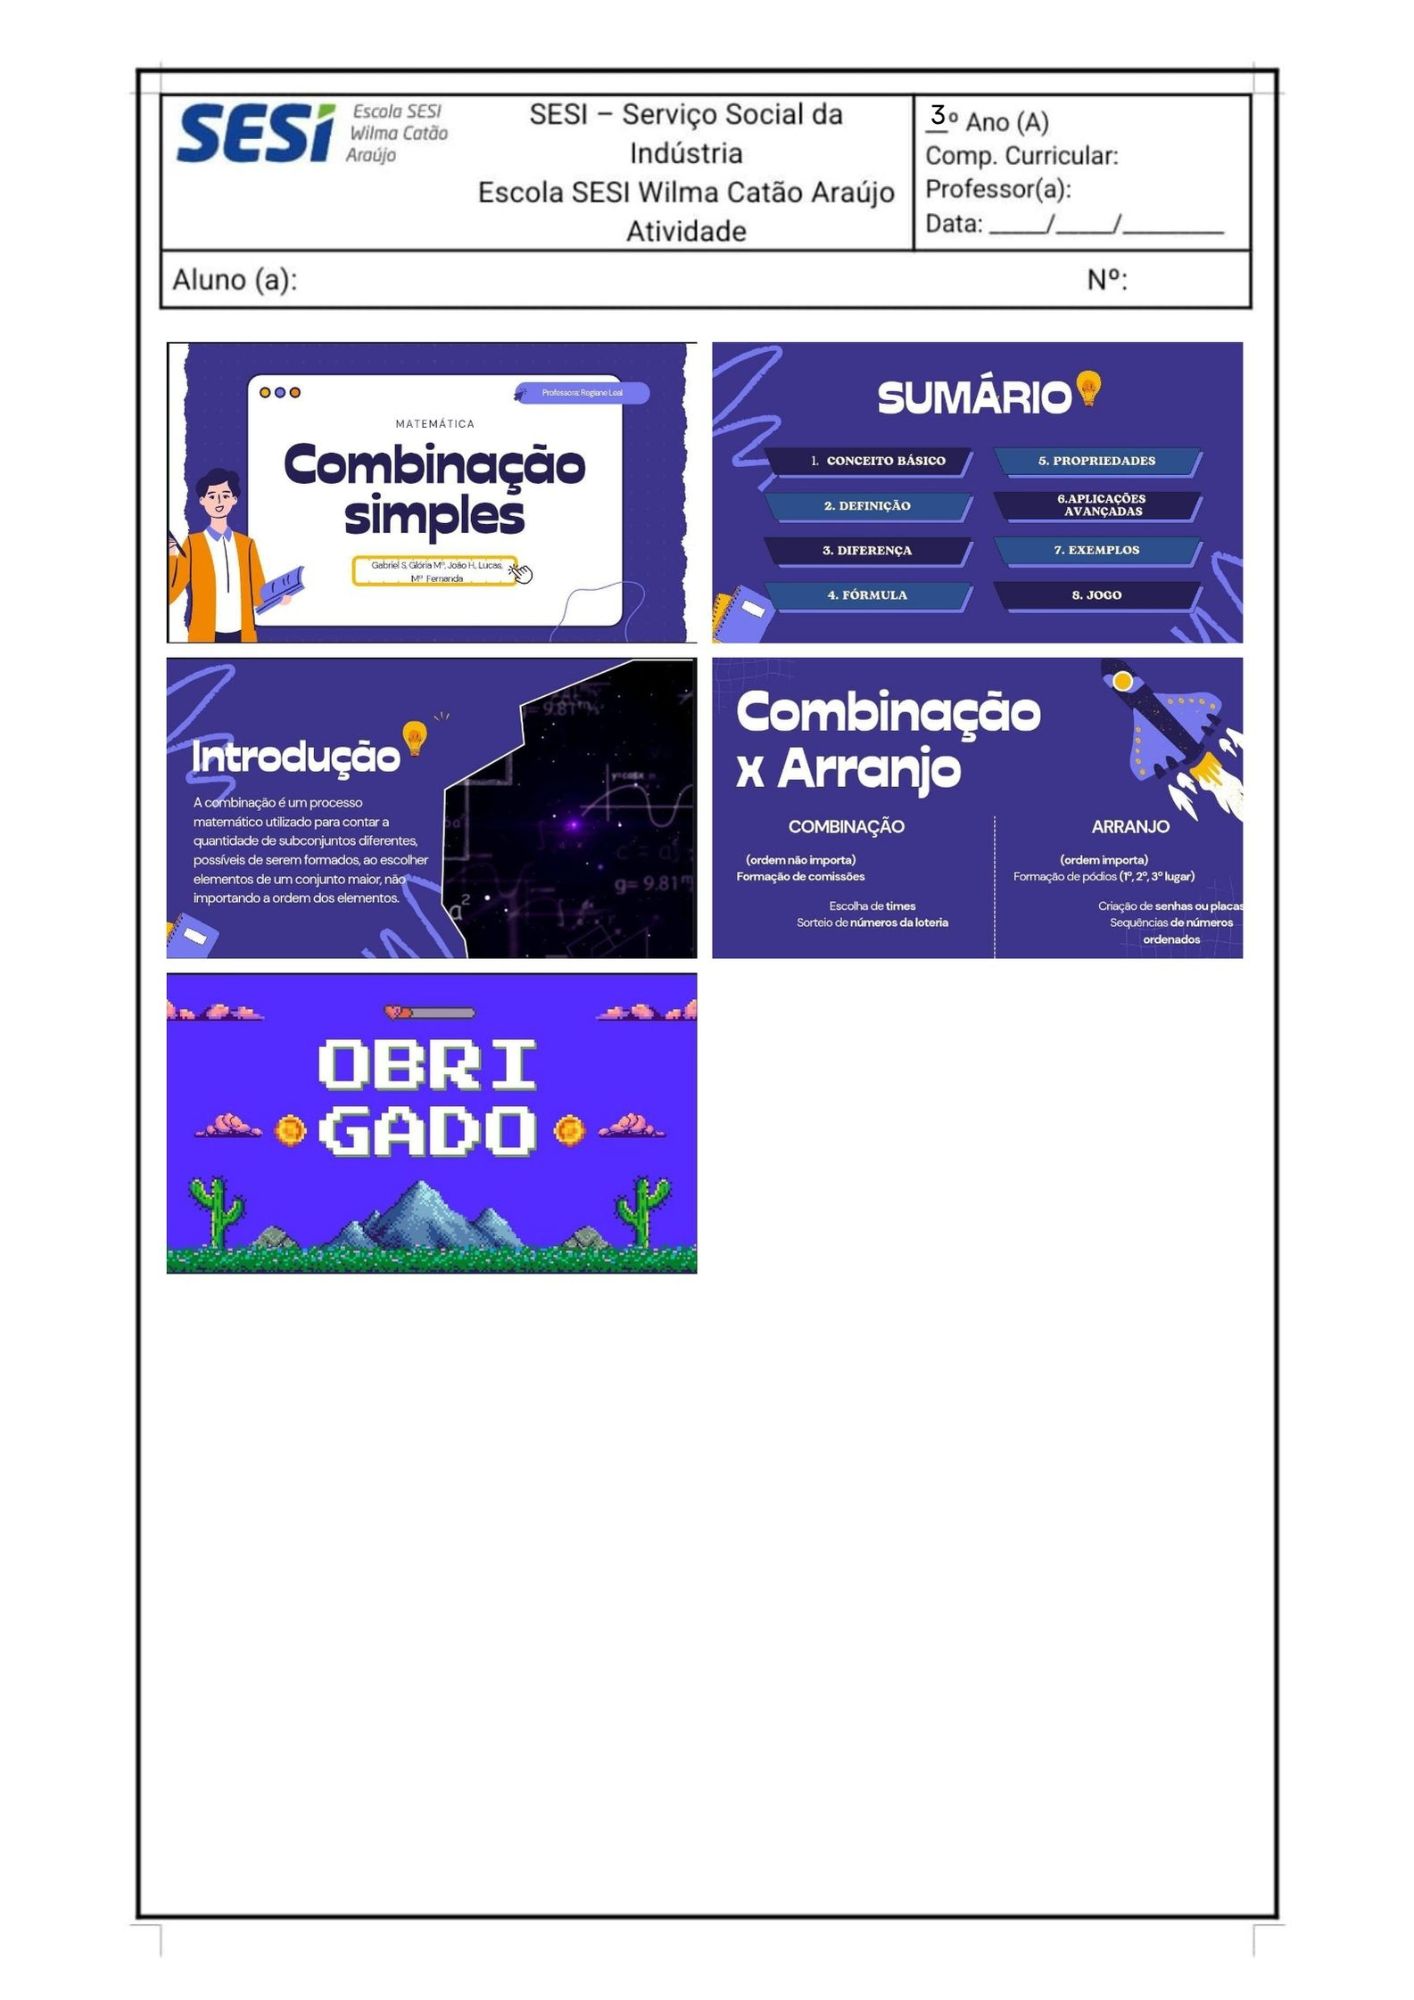 SESI
Escola SESI
Wilma Catão
Araújo
SESI – Serviço Social da
Indústria
Escola SESI Wilma Catão Araújo
Atividade
3º Ano (A)
Comp. Curricular:
Professor(a):
Data: ____/____/_______
Aluno (a):
Nº:
Professora: Regiane Leal
MATEMÁTICA
Combinação
simples
Gabriel S, Glória Mª, João H, Lucas,
Mª Fernanda
SUMÁRIO
1. CONCEITO BÁSICO
2. DEFINIÇÃO
3. DIFERENÇA
4. FÓRMULA
5. PROPRIEDADES
6.APLICAÇÕES
AVANÇADAS
7. EXEMPLOS
8. JOGO
Introdução
A combinação é um processo
matemático utilizado para contar a
quantidade de subconjuntos diferentes,
possíveis de serem formados, ao escolher
elementos de um conjunto maior, não
importando a ordem dos elementos.
= 9.81
g= 9.81
a²
Combinação
x Arranjo
COMBINAÇÃO
(ordem não importa)
Formação de comissões
Escolha de times
Sorteio de números da loteria
ARRANJO
(ordem importa)
Formação de pódios (1º, 2º, 3º lugar)
Criação de senhas ou placas
Sequências de números
ordenados
OBRI
GADO